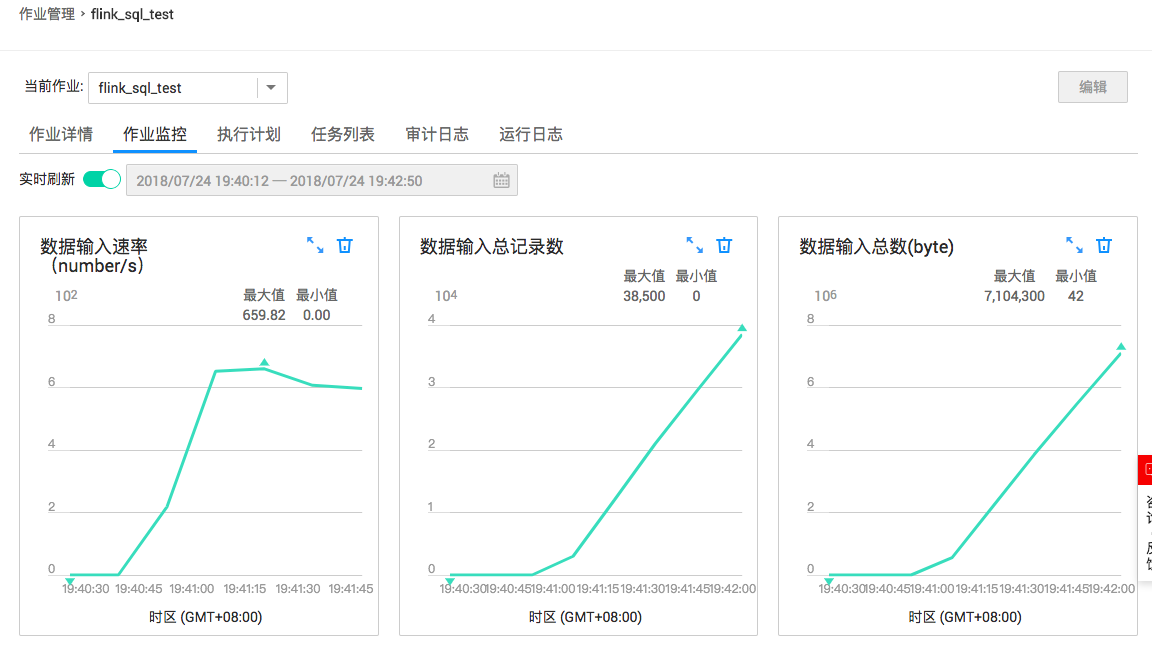 作业管理 › flink_sql_test
当前作业: flink_sql_test 编辑
作业详情 作业监控 执行计划 任务列表 审计日志 运行日志
实时刷新 2018/07/24 19:40:12 — 2018/07/24 19:42:50
数据输入速率
（number/s）
10²
最大值 最小值
659.82 0.00
8
6
4
2
0
19:40:30 19:40:45 19:41:00 19:41:15 19:41:30 19:41:45
时区 (GMT+08:00)
数据输入总记录数
最大值 最小值
10⁴ 38,500 0
4
3
2
1
0
19:40:30 19:40:45 19:41:00 19:41:15 19:41:30 19:41:45 19:42:00
时区 (GMT+08:00)
数据输入总数(byte)
最大值 最小值
10⁶ 7,104,300 42
8
6
4
2
0
19:40:30 19:40:45 19:41:00 19:41:15 19:41:30 19:41:45 19:42:00
时区 (GMT+08:00)